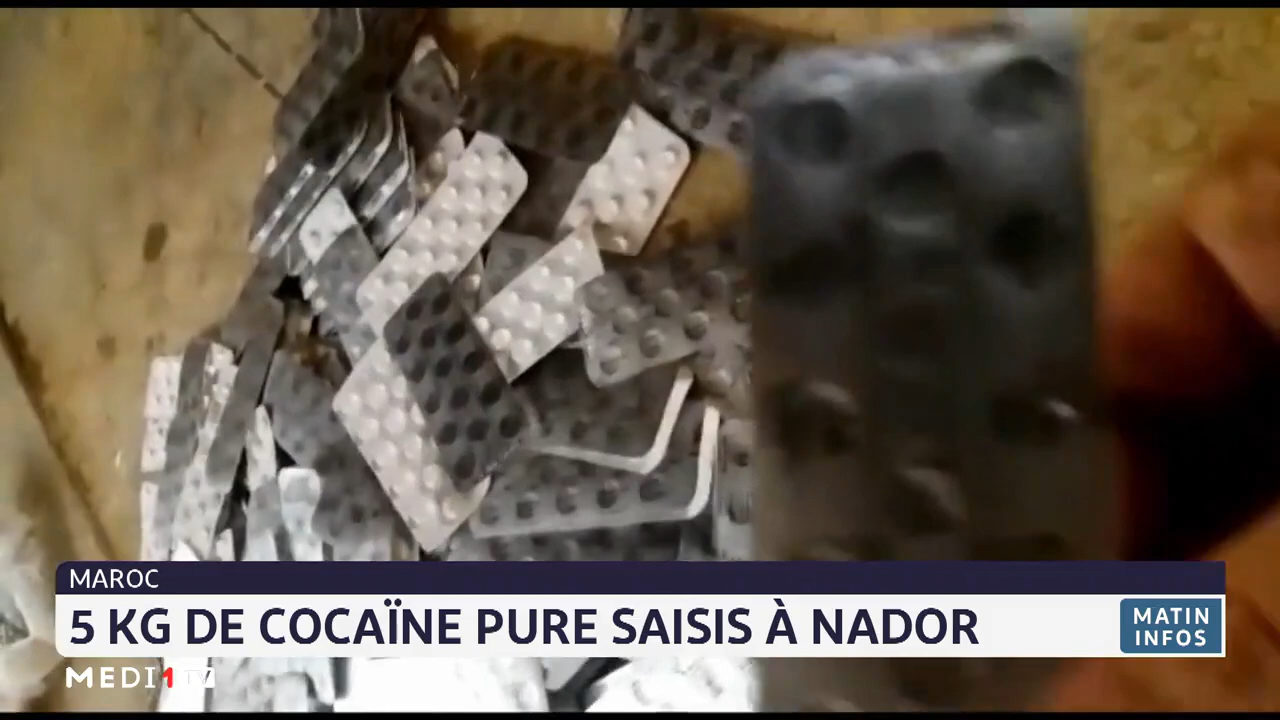 MAROC
5 KG DE COCAÏNE PURE SAISIS À NADOR
MATIN
INFOS
MEDI1TV